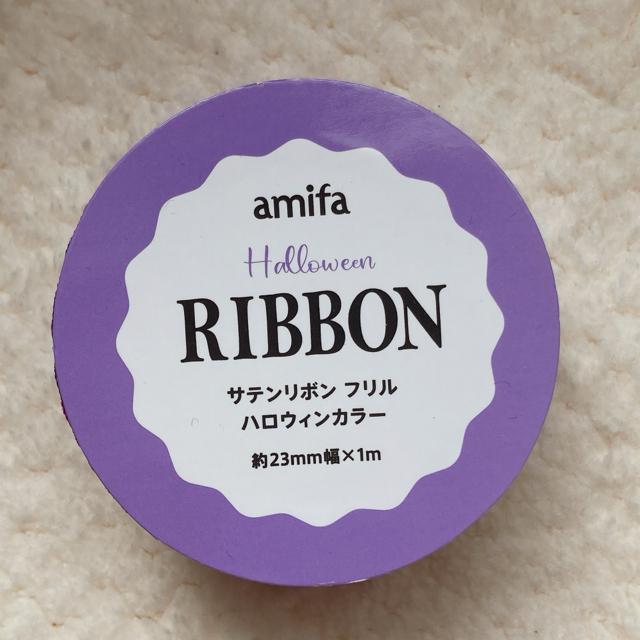 amifa
Halloween
RIBBON
サテンリボン フリル
ハロウィンカラー
約23mm幅×1m